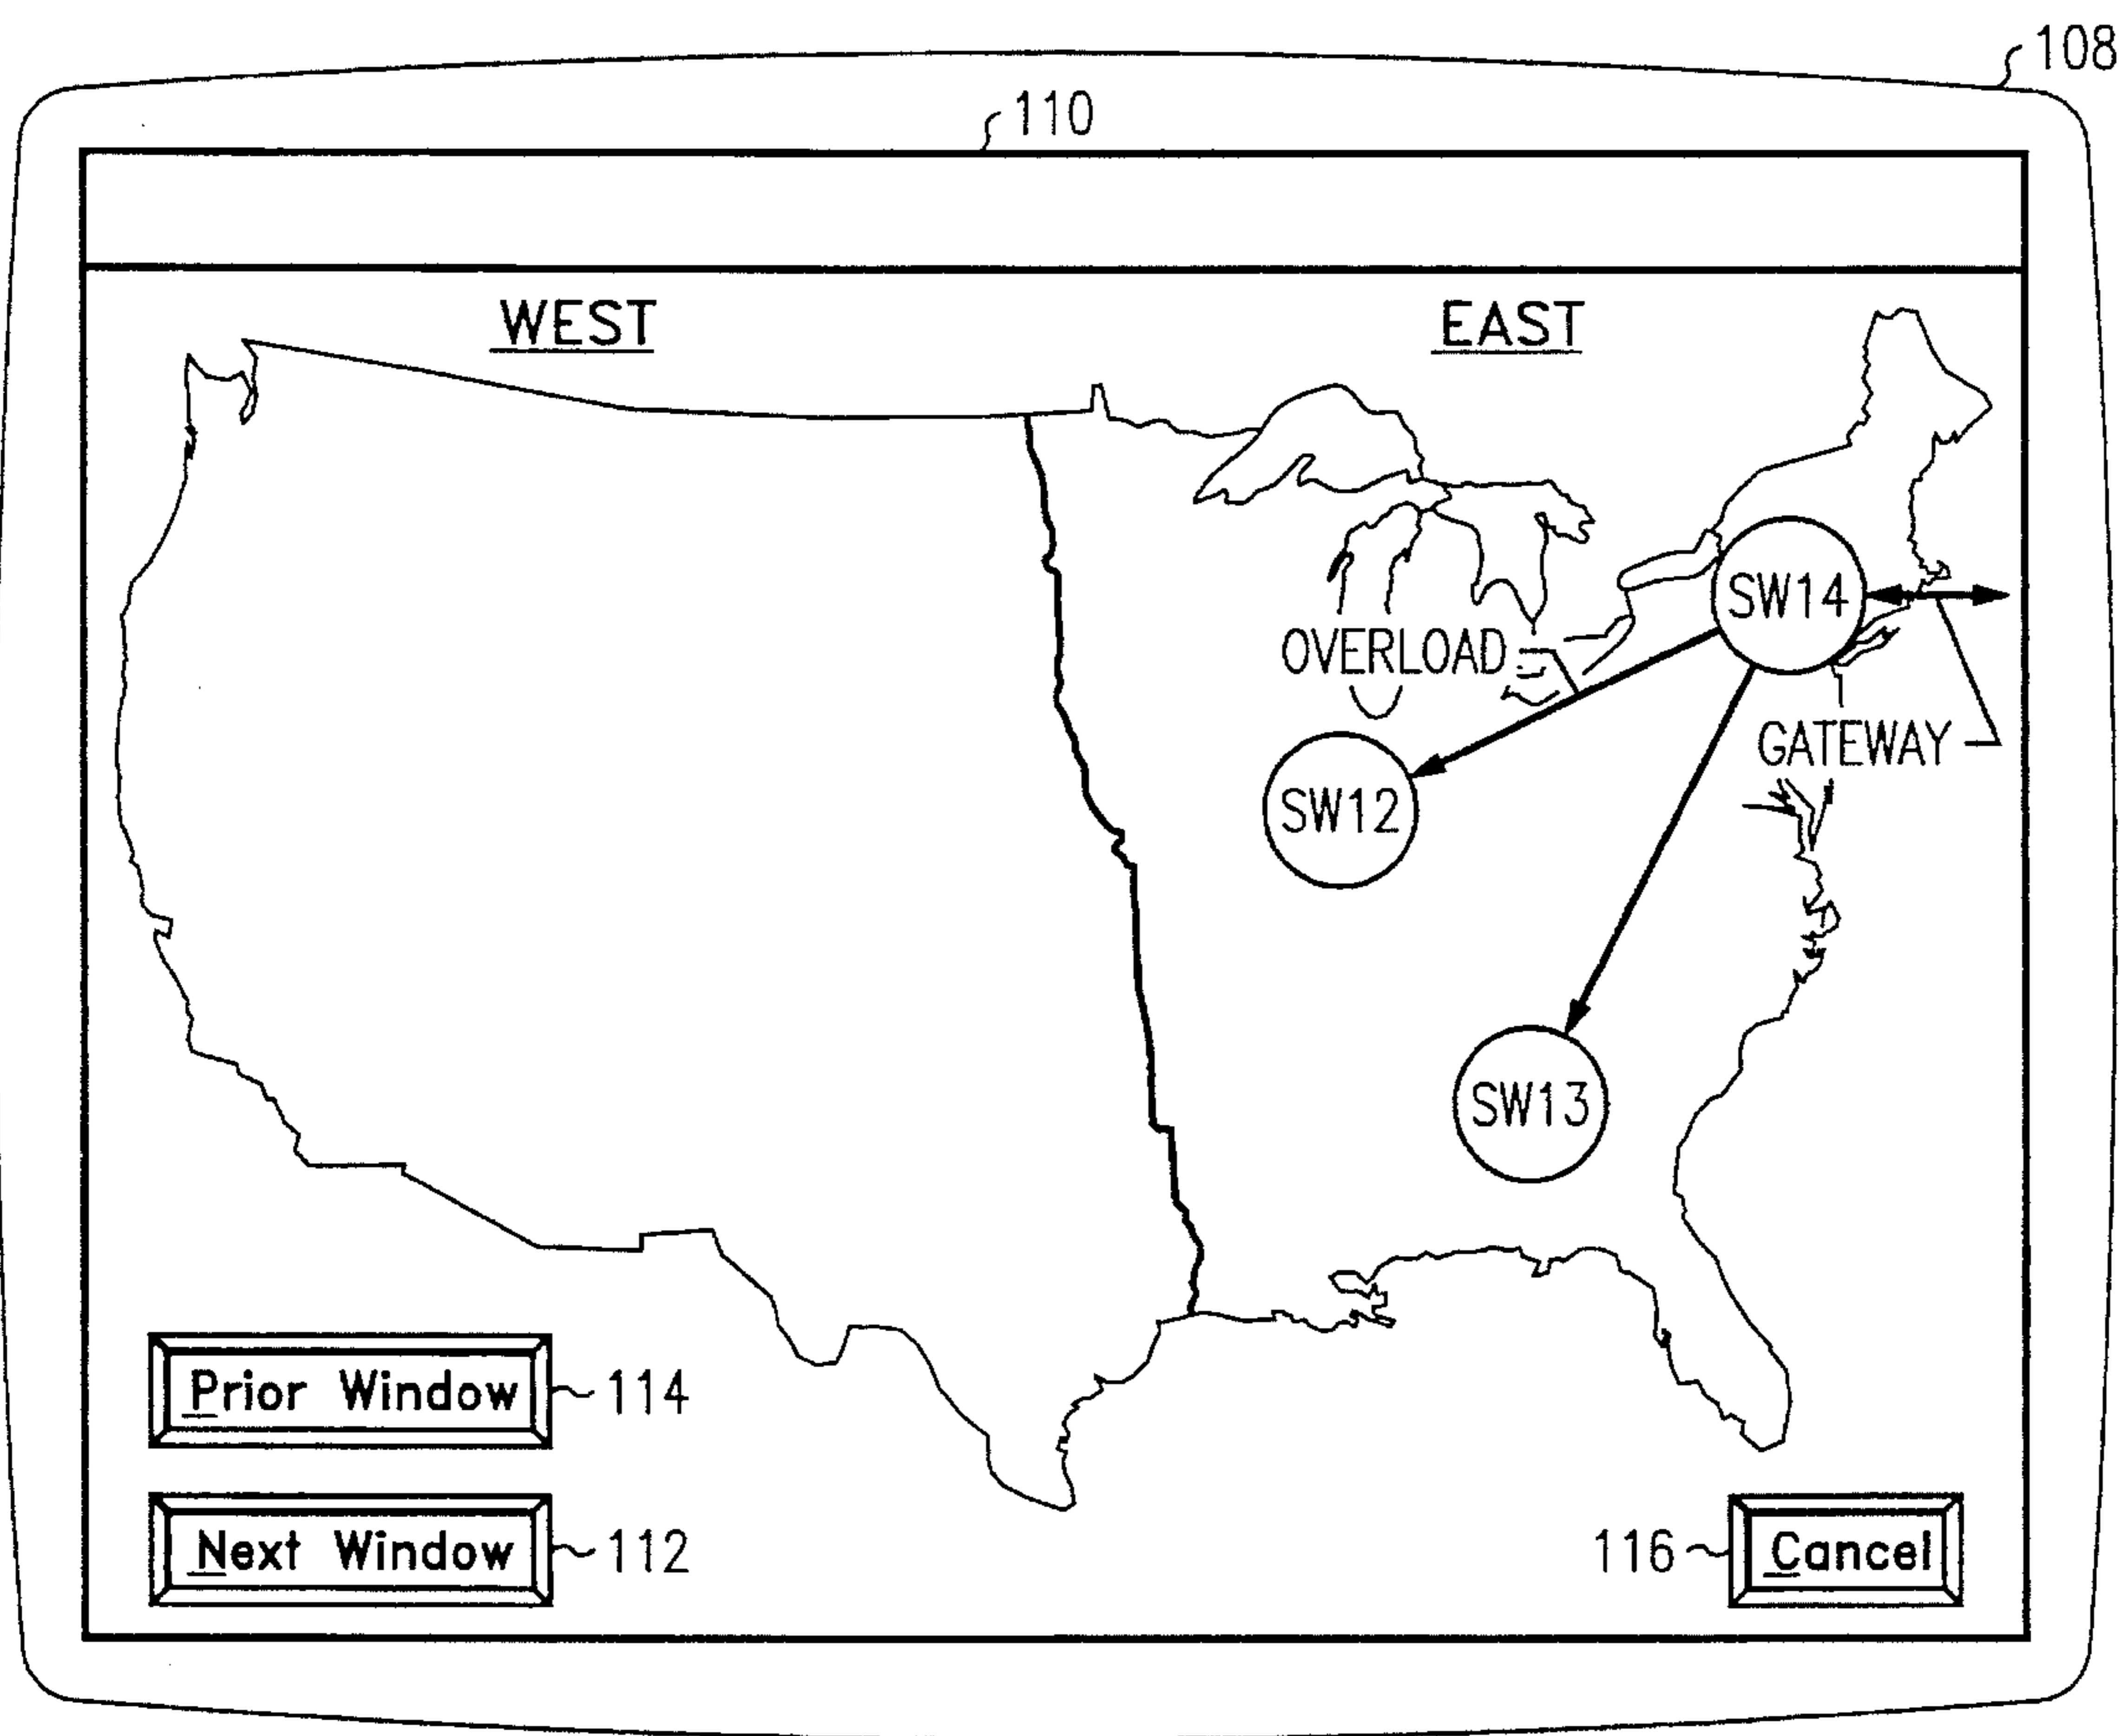 108
110
WEST
EAST
SW14
OVERLOAD
GATEWAY
SW12
SW13
Prior Window
114
Next Window
112
116
Cancel